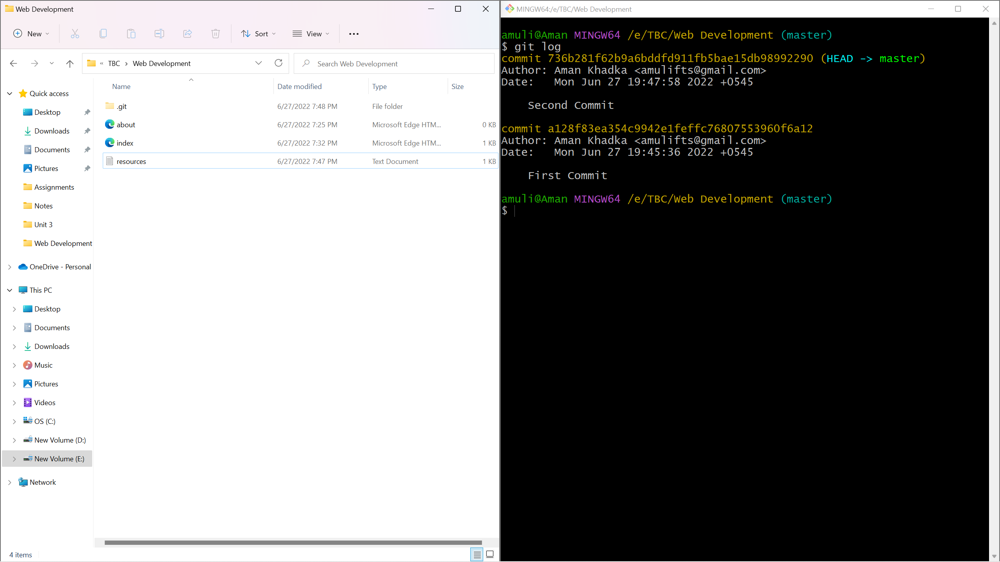 Web Development
New
Sort
View
« TBC › Web Development
Search Web Development
Name Date modified Type Size
.git 6/27/2022 7:48 PM File folder
about 6/27/2022 7:25 PM Microsoft Edge HTM... 0 KB
index 6/27/2022 7:32 PM Microsoft Edge HTM... 1 KB
resources 6/27/2022 7:47 PM Text Document 1 KB
Quick access
Desktop
Downloads
Documents
Pictures
Assignments
Notes
Unit 3
Web Development
OneDrive - Personal
This PC
Desktop
Documents
Downloads
Music
Pictures
Videos
OS (C:)
New Volume (D:)
New Volume (E:)
Network
4 items
MINGW64:/e/TBC/Web Development
amuli@Aman MINGW64 /e/TBC/Web Development (master)
$ git log
commit 736b281f62b9a6bddfd911fb5bae15db98992290 (HEAD -> master)
Author: Aman Khadka <amulifts@gmail.com>
Date:   Mon Jun 27 19:47:58 2022 +0545
Second Commit
commit a128f83ea354c9942e1feffc76807553960f6a12
Author: Aman Khadka <amulifts@gmail.com>
Date:   Mon Jun 27 19:45:36 2022 +0545
First Commit
amuli@Aman MINGW64 /e/TBC/Web Development (master)
$